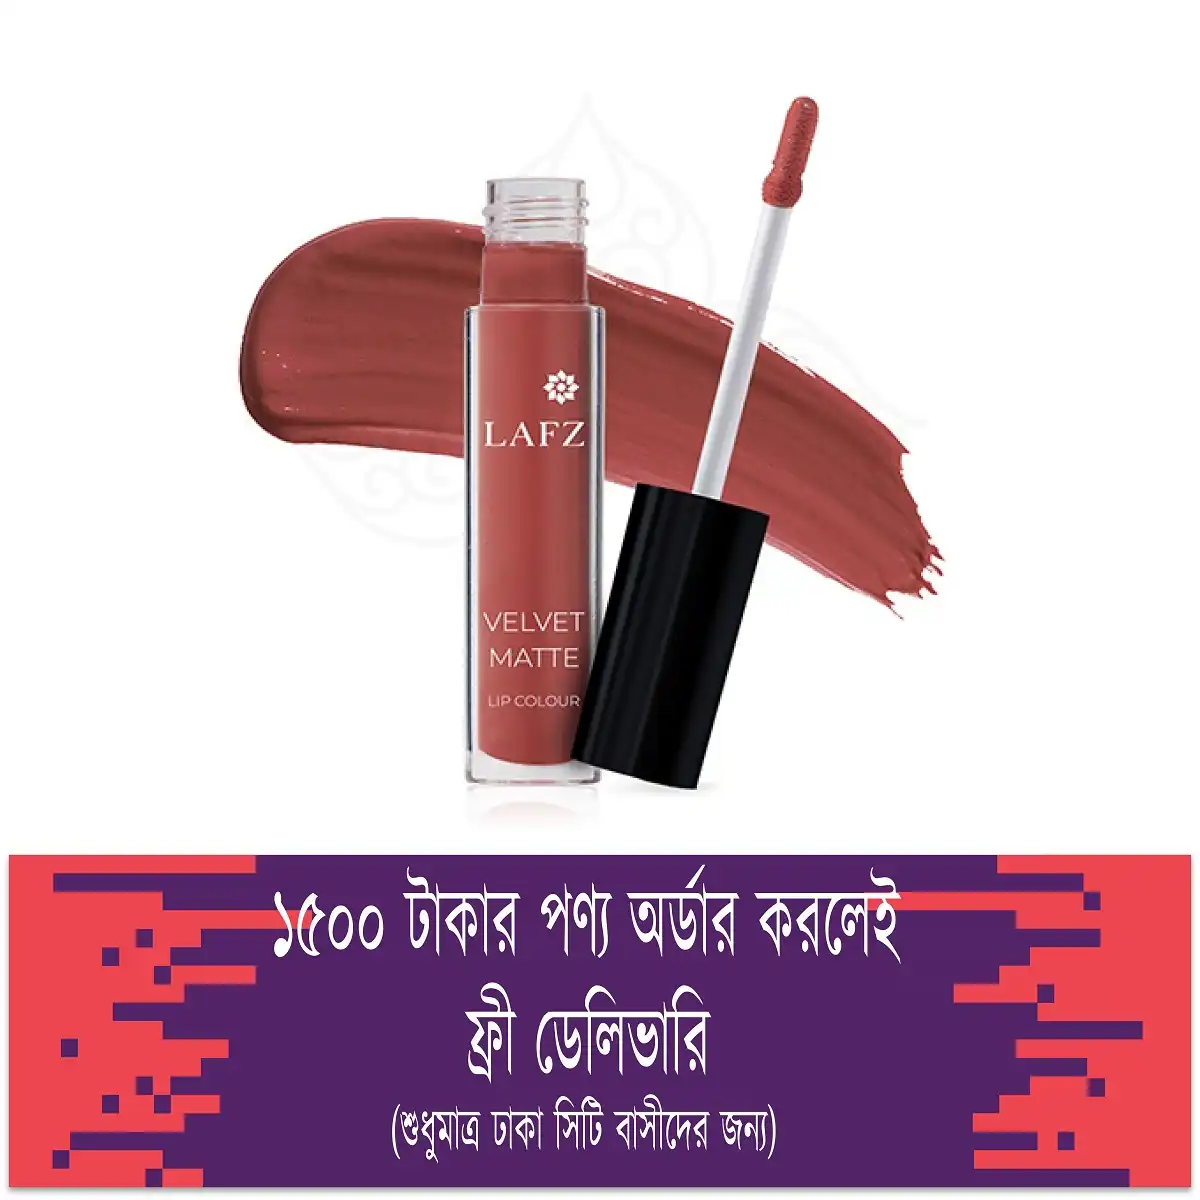 LAFZ
VELVET
MATTE
LIP COLOUR
১৫০০ টাকার পণ্য অর্ডার করলেই
ফ্রী ডেলিভারি
(শুধুমাত্র ঢাকা সিটি বাসীদের জন্য)